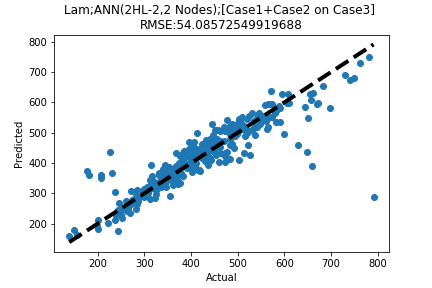 Lam;ANN(2HL-2,2 Nodes);[Case1+Case2 on Case3]
RMSE:54.08572549919688
800
700
600
500
400
300
200
Predicted
200 300 400 500 600 700 800
Actual